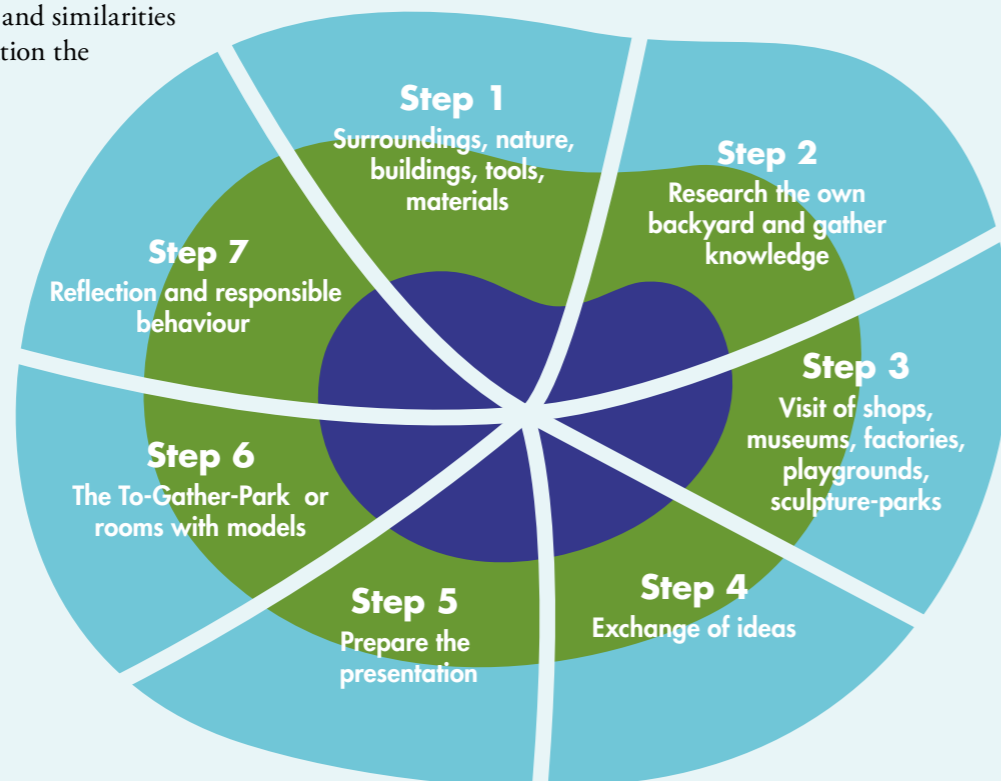 and similarities
tion the
Step 1
Surroundings, nature,
buildings, tools,
materials
Step 2
Research the own
backyard and gather
knowledge
Step 3
Visit of shops,
museums, factories,
playgrounds,
sculpture-parks
Step 4
Exchange of ideas
Step 5
Prepare the
presentation
Step 6
The To-Gather-Park or
rooms with models
Step 7
Reflection and responsible
behaviour